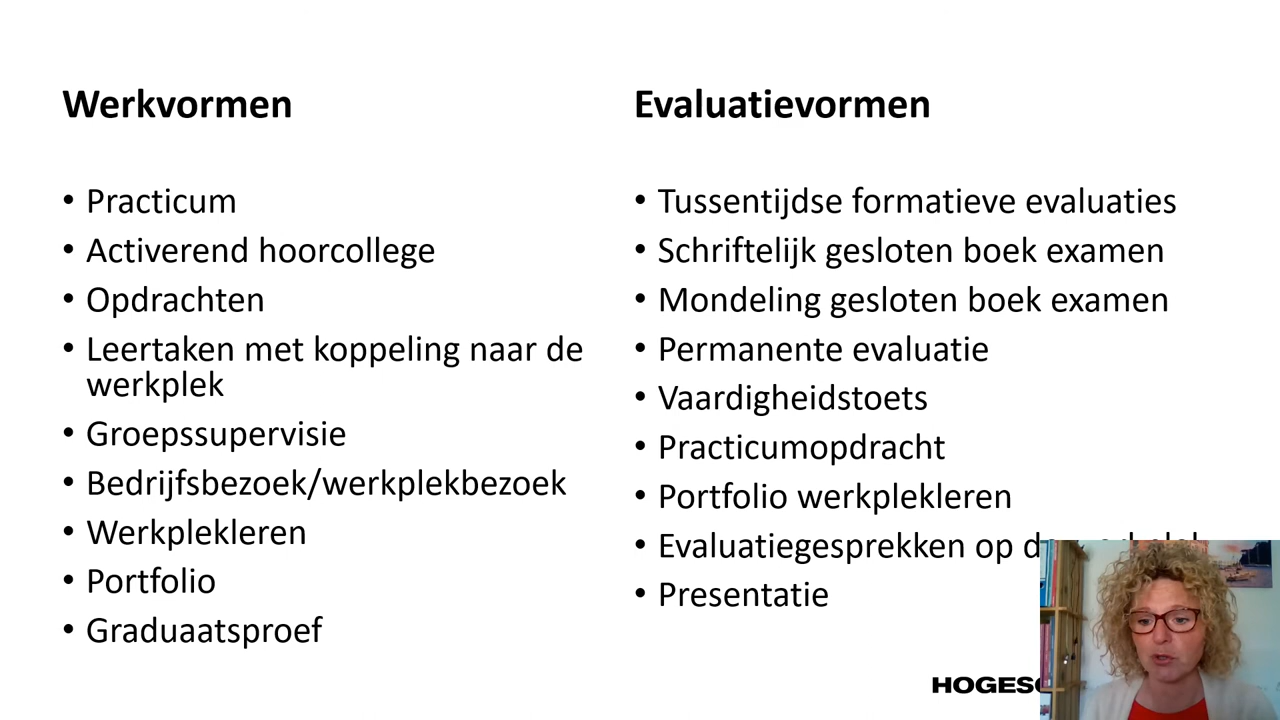 Werkvormen
• Practicum
• Activerend hoorcollege
• Opdrachten
• Leertaken met koppeling naar de
werkplek
• Groepssupervisie
• Bedrijfsbezoek/werkplekbezoek
• Werkplekleren
• Portfolio
• Graduaatsproef
Evaluatievormen
• Tussentijdse formatieve evaluaties
• Schriftelijk gesloten boek examen
• Mondeling gesloten boek examen
• Permanente evaluatie
• Vaardigheidstoets
• Practicumopdracht
• Portfolio werkplekleren
• Evaluatiegesprekken op
• Presentatie